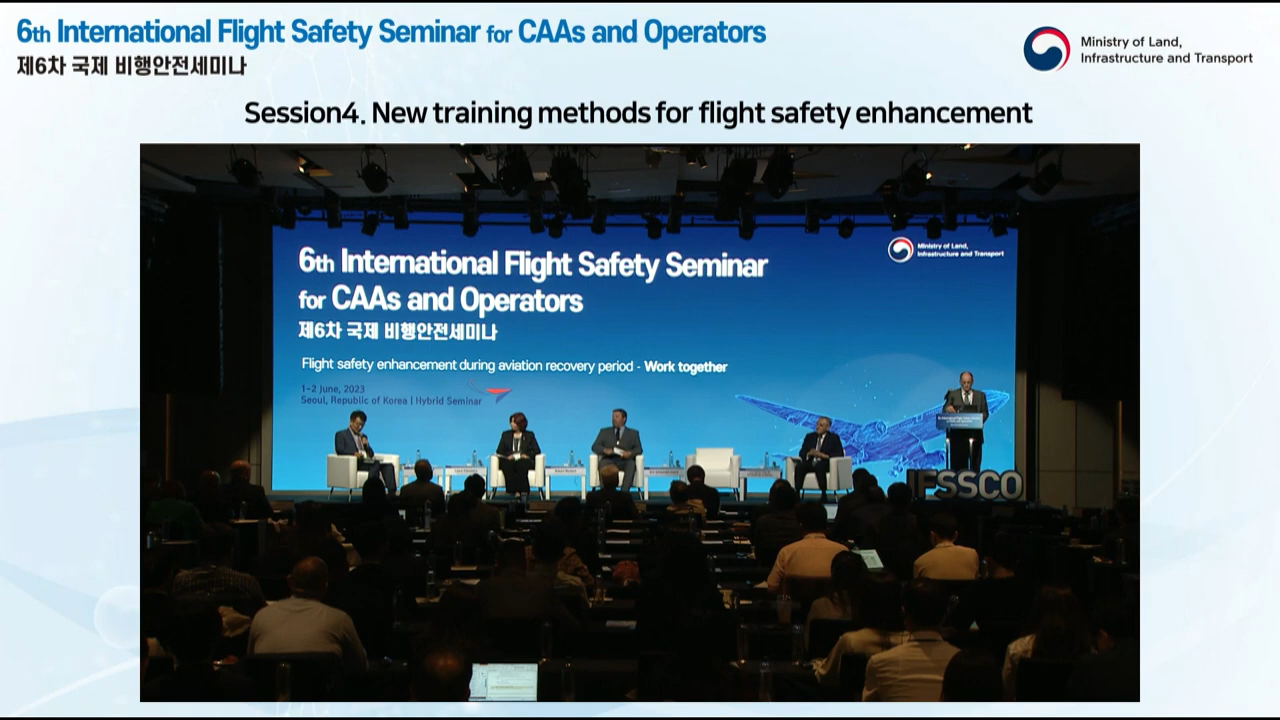 6th International Flight Safety Seminar for CAAs and Operators
제6차 국제 비행안전세미나
Ministry of Land,
Infrastructure and Transport
Session4. New training methods for flight safety enhancement
6th International Flight Safety Seminar
for CAAs and Operators
제6차 국제 비행안전세미나
Ministry of Land,
Infrastructure and Transport
Flight safety enhancement during aviation recovery period - Work together
1-2 June, 2023
Seoul, Republic of Korea | Hybrid Seminar
IFSSCO